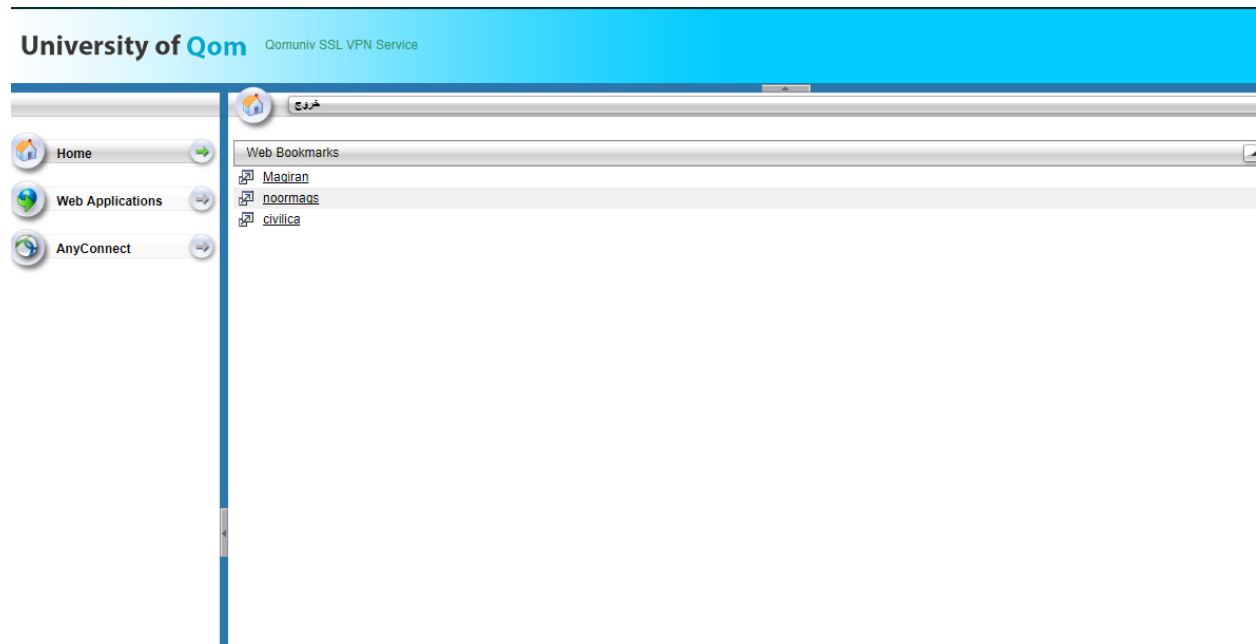 University of Qom Qomuniv SSL VPN Service
خروج
Home
Web Applications
AnyConnect
Web Bookmarks
Magiran
noormags
civilica